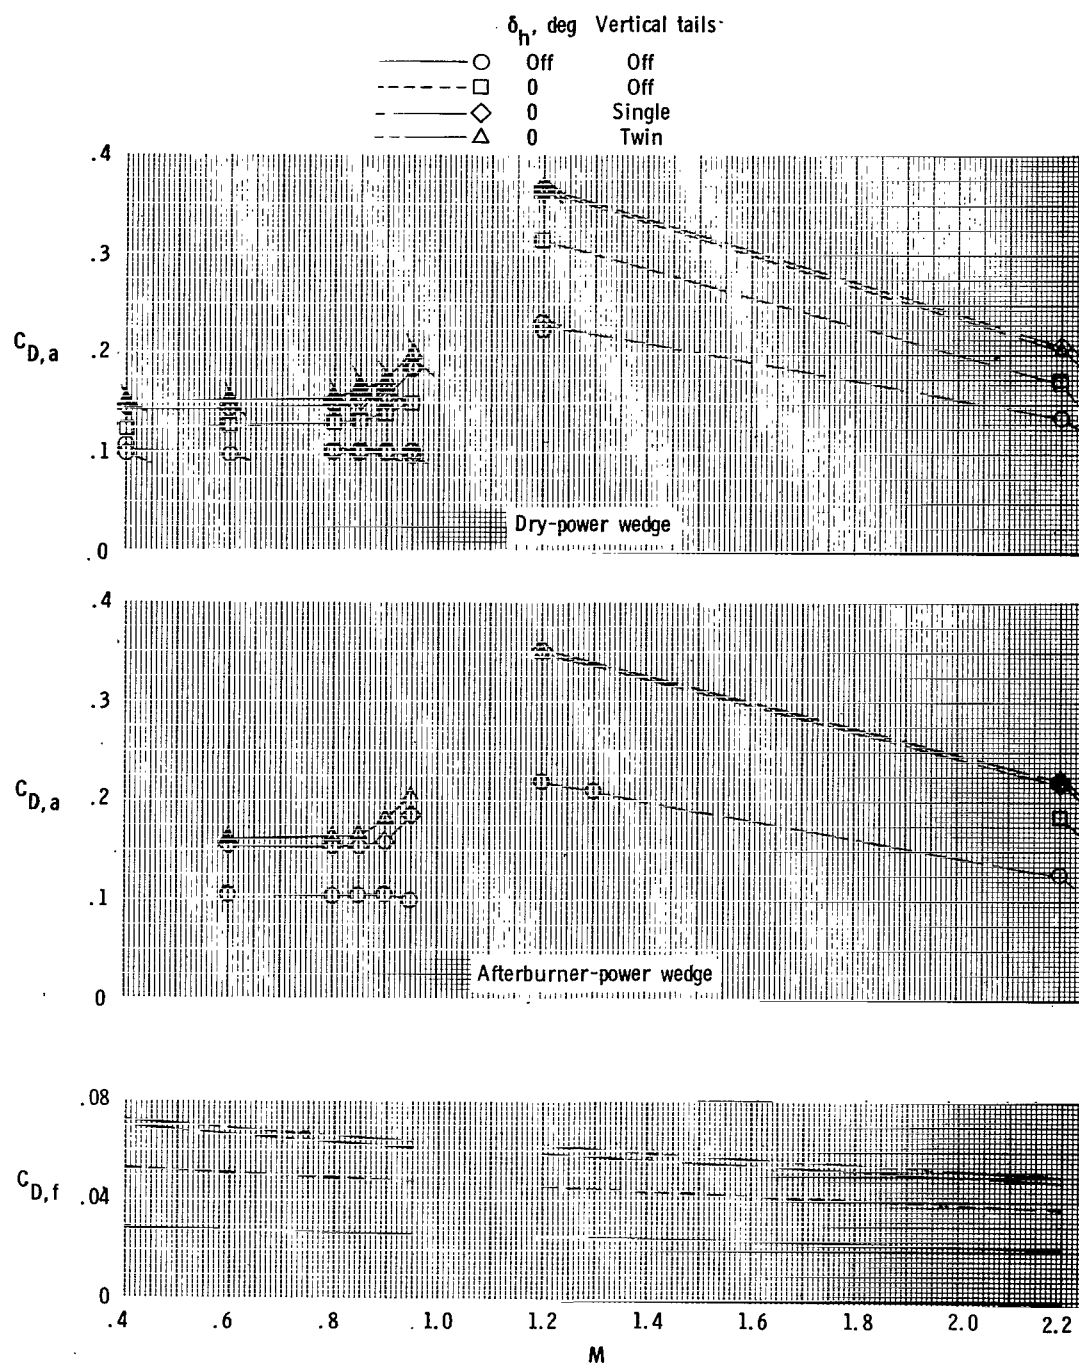 δh, deg Vertical tails
Off Off
0 Off
0 Single
0 Twin
.4
.3
CD,a .2
.1
.0
Dry-power wedge
.4
.3
CD,a .2
.1
0
Afterburner-power wedge
.08
CD,f .04
0
.4 .6 .8 1.0 1.2 1.4 1.6 1.8 2.0 2.2
M